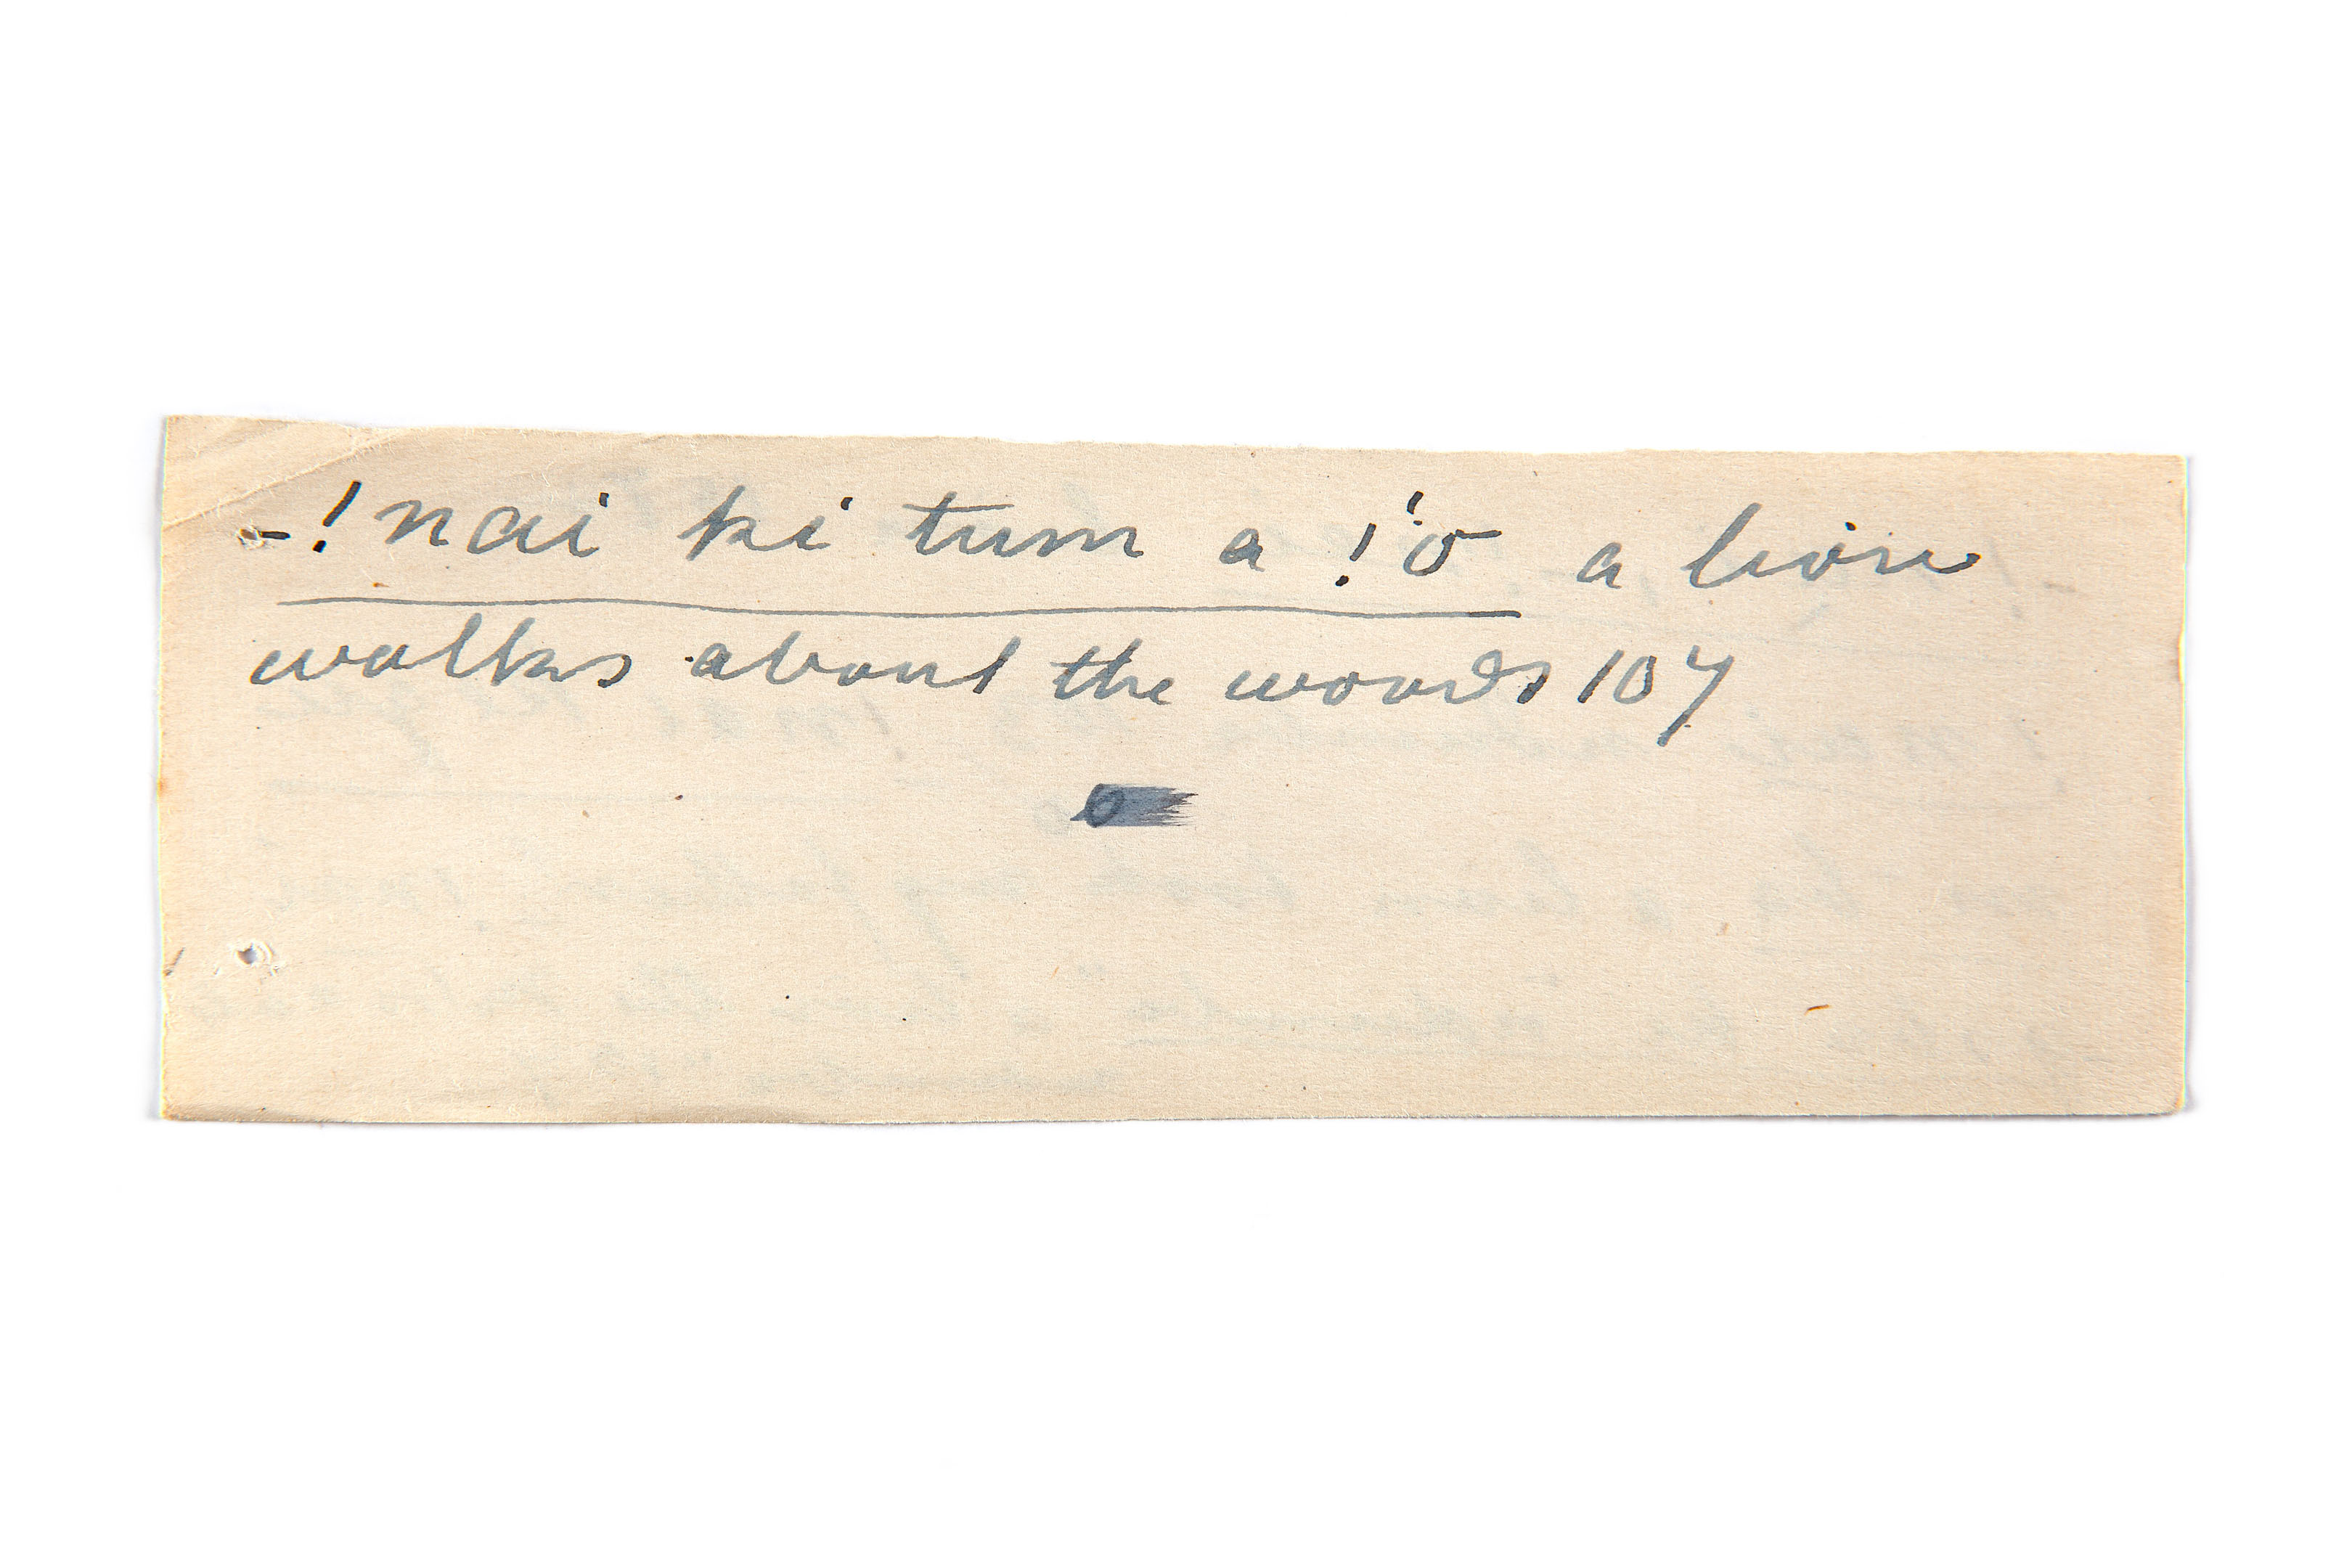 -!nai ki tum a !'o a lion
walks about the woods 107